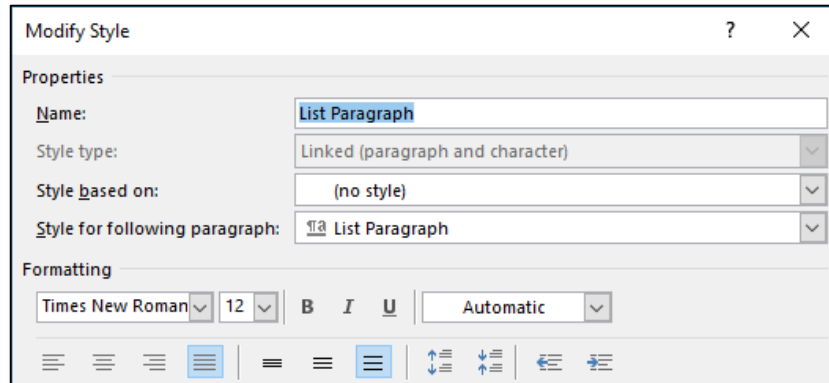 Modify Style ?
Properties
Name: List Paragraph
Style type: Linked (paragraph and character)
Style based on: (no style)
Style for following paragraph: ¶a List Paragraph
Formatting
Times New Roman 12 B I U Automatic